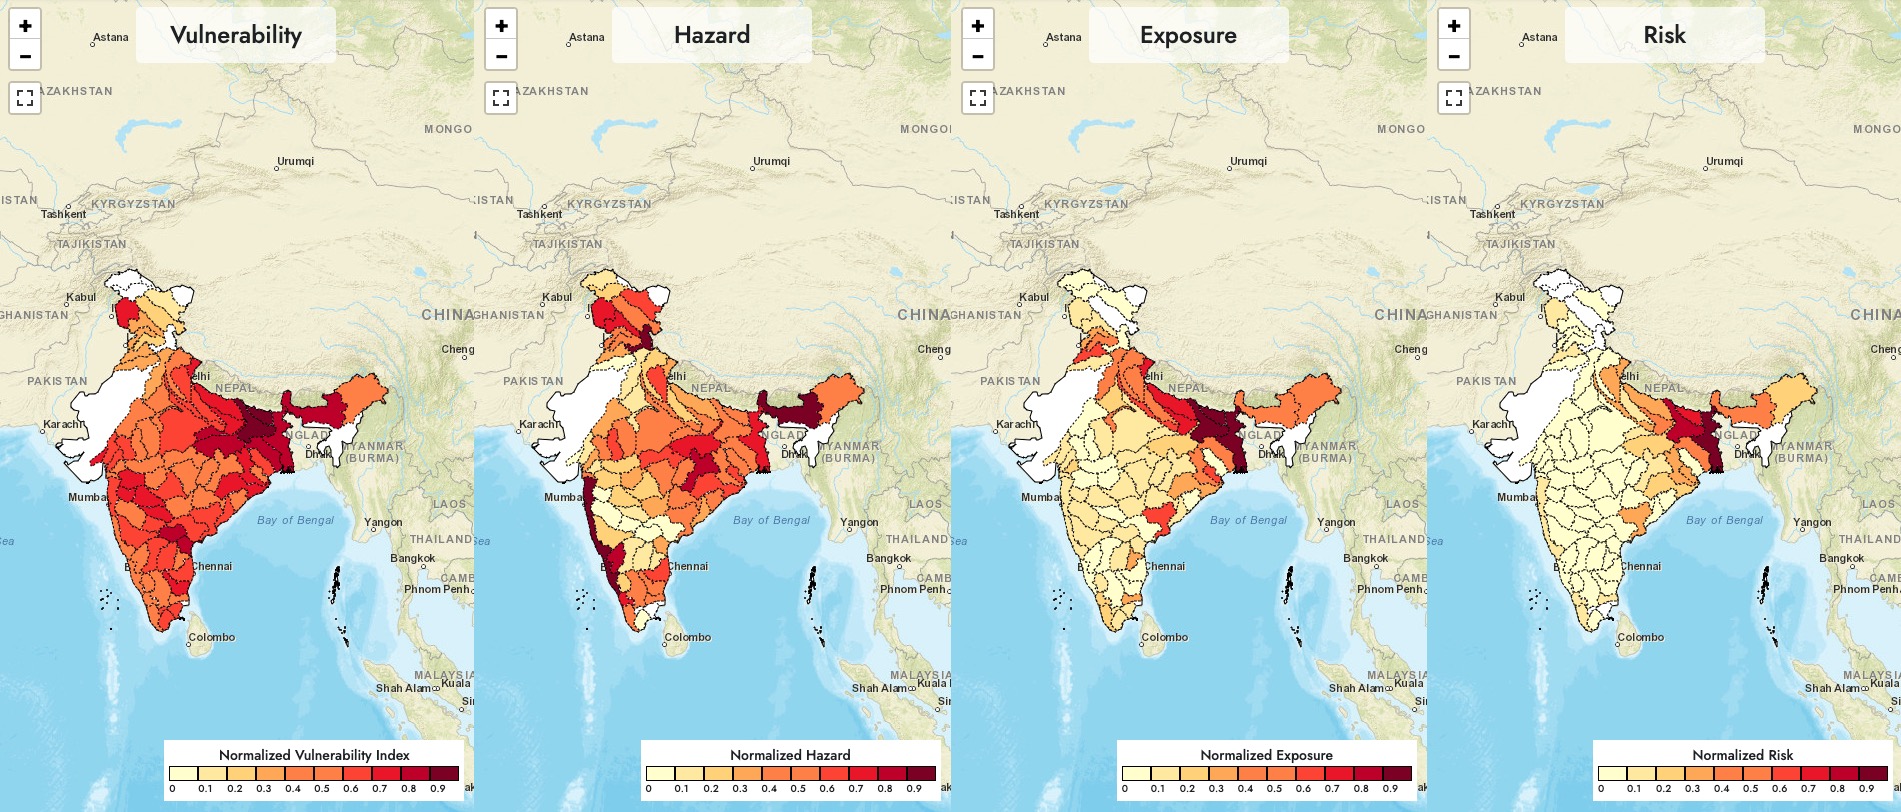 +
−
Vulnerability
Astana
AZAKHSTAN
MONGO
Urumqi
ISTAN
KYRGYZSTAN
Tashkent
TAJIKISTAN
Kabul
GHANISTAN
CHINA
Cheng
PAKISTAN
elhi
NEPAL
Karachi
NGLAD
Dhak
MYANMAR
(BURMA)
LAOS
Mumba
Bay of Bengal
Yangon
THAILAND
Bangkok
Chennai
CAMB
Phnom Penh
Colombo
MALAYSIA
Shah Alam
Kuala
Sin
Normalized Vulnerability Index
0 0.1 0.2 0.3 0.4 0.5 0.6 0.7 0.8 0.9
+
−
Hazard
Astana
AZAKHSTAN
MONGO
Urumqi
ISTAN
KYRGYZSTAN
Tashkent
TAJIKISTAN
Kabul
GHANISTAN
CHINA
Cheng
PAKISTAN
elhi
NEPAL
Karachi
NGLAD
Dhak
MYANMAR
(BURMA)
LAOS
Mumba
Sea
Bay of Bengal
Yangon
THAILAND
Bangkok
Chennai
CAMB
Phnom Penh
Colombo
MALAYSIA
Shah Alam
Kuala
Sin
Normalized Hazard
0 0.1 0.2 0.3 0.4 0.5 0.6 0.7 0.8 0.9
+
−
Exposure
Astana
AZAKHSTAN
MONGO
Urumqi
ISTAN
KYRGYZSTAN
Tashkent
TAJIKISTAN
Kabul
GHANISTAN
CHINA
Cheng
PAKISTAN
elhi
NEPAL
Karachi
NGLAD
Dhak
MYANMAR
(BURMA)
LAOS
Mumba
Bay of Bengal
Yangon
THAILAND
Bangkok
Chennai
CAMB
Phnom Penh
Colombo
MALAYSIA
Shah Alam
Kuala
Sin
Normalized Exposure
0 0.1 0.2 0.3 0.4 0.5 0.6 0.7 0.8 0.9
+
−
Risk
Astana
AZAKHSTAN
MONGO
Urumqi
ISTAN
KYRGYZSTAN
Tashkent
TAJIKISTAN
Kabul
GHANISTAN
CHINA
Cheng
PAKISTAN
elhi
NEPAL
Karachi
NGLAD
Dhak
MYANMAR
(BURMA)
LAOS
Mumba
Bay of Bengal
Yangon
THAILAND
Bangkok
Chennai
CAMB
Phnom Penh
Colombo
MALAYSIA
Shah Alam
Kuala
Normalized Risk
0 0.1 0.2 0.3 0.4 0.5 0.6 0.7 0.8 0.9